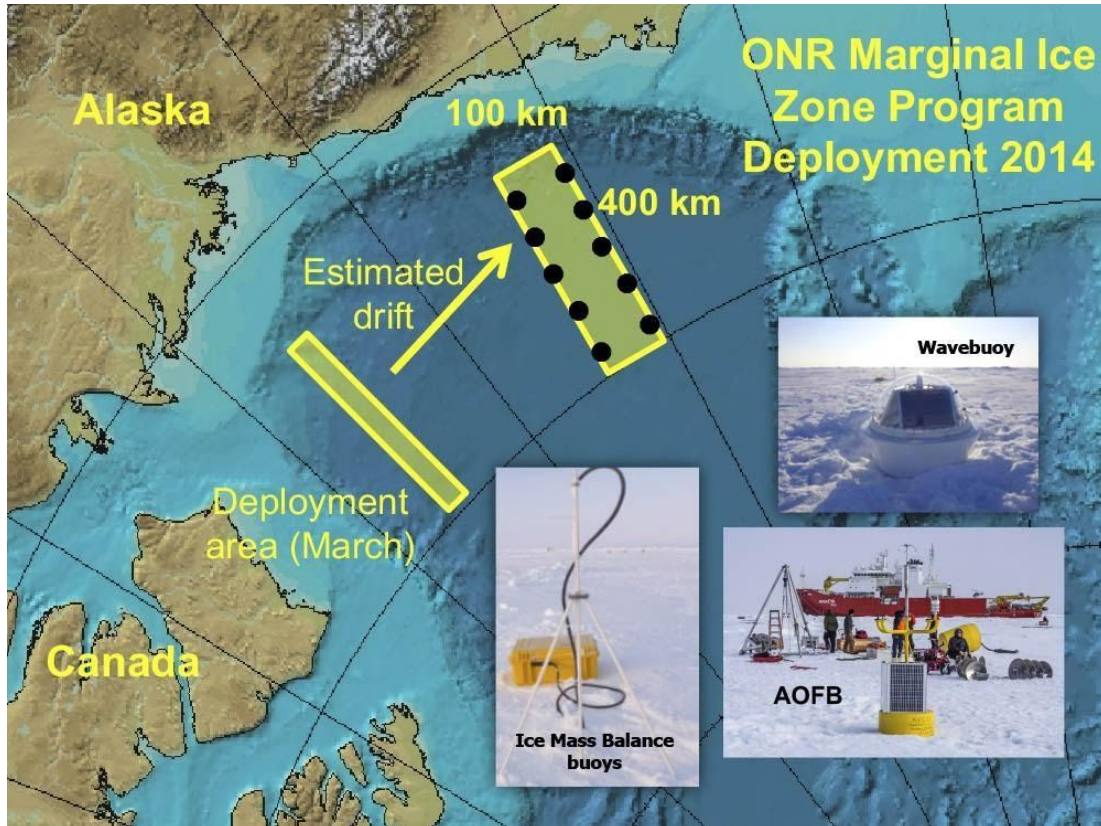 ONR Marginal Ice
Zone Program
Deployment 2014
Alaska
100 km
400 km
Estimated
drift
Wavebuoy
Deployment
area (March)
Canada
AOFB
Ice Mass Balance
buoys